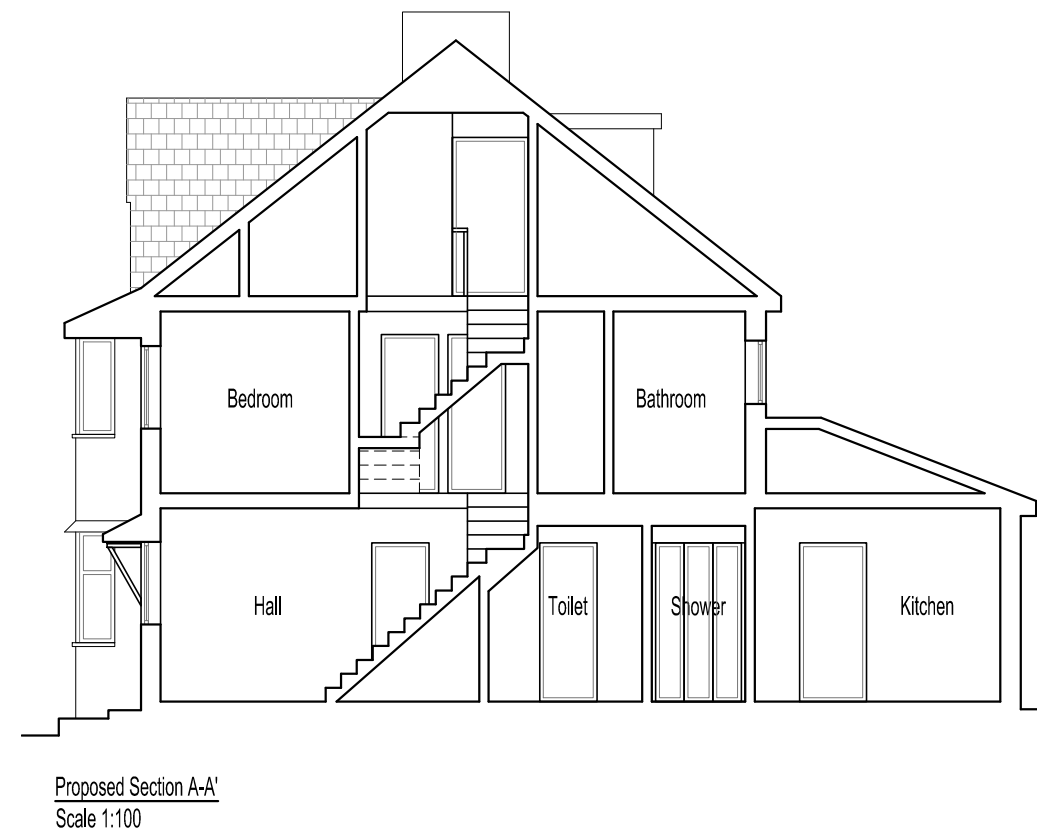 Bedroom
Bathroom
Hall
Toilet
Shower
Kitchen
Proposed Section A-A'
Scale 1:100